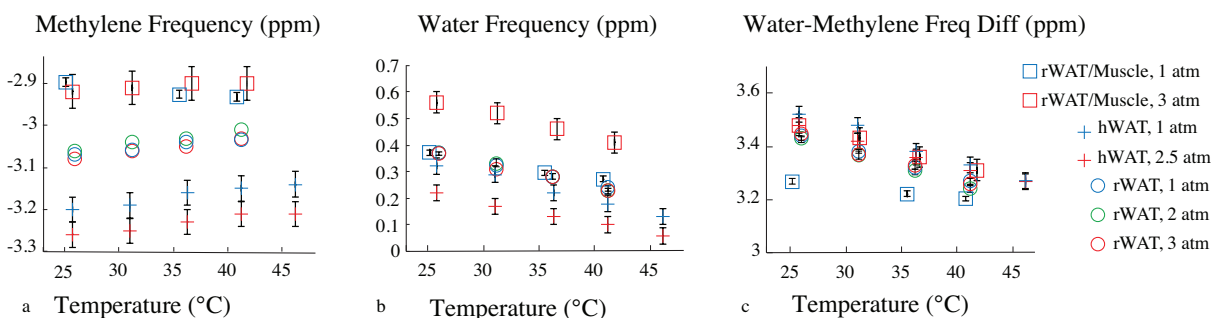 Methylene Frequency (ppm)
-2.9
-3
-3.1
-3.2
-3.3
25 30 35 40 45
a Temperature (°C)
Water Frequency (ppm)
0.7
0.6
0.5
0.4
0.3
0.2
0.1
0
25 30 35 40 45
b Temperature (°C)
Water-Methylene Freq Diff (ppm)
3.6
3.4
3.2
3
25 30 35 40 45
c Temperature (°C)
rWAT/Muscle, 1 atm
rWAT/Muscle, 3 atm
hWAT, 1 atm
hWAT, 2.5 atm
rWAT, 1 atm
rWAT, 2 atm
rWAT, 3 atm